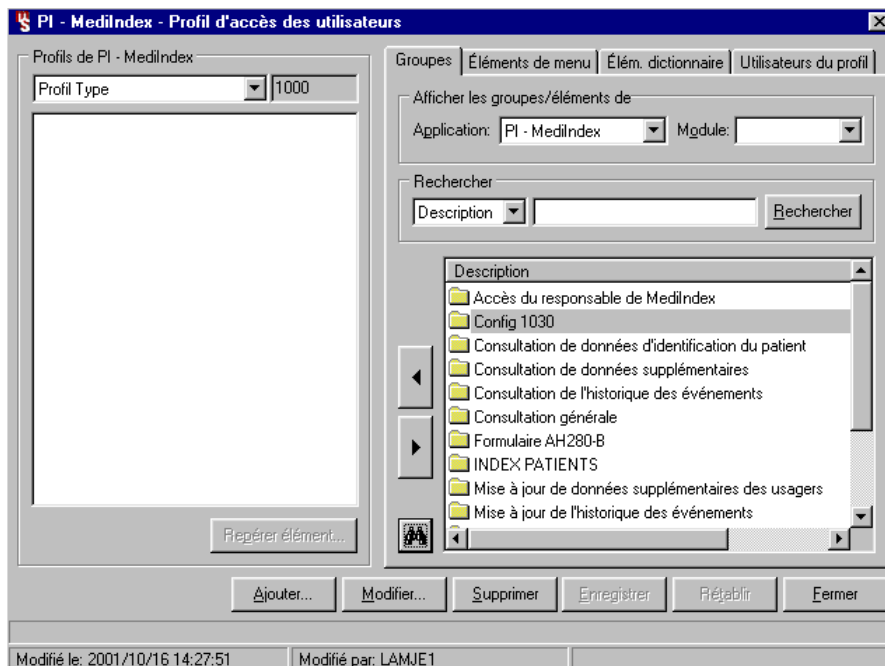 PI - MediIndex - Profil d'accès des utilisateurs
Profils de PI - MediIndex
Profil Type 1000
Repérer élément...
Groupes Éléments de menu Élém. dictionnaire Utilisateurs du profil
Afficher les groupes/éléments de
Application: PI - MediIndex Module:
Rechercher
Description Rechercher
Description
Accès du responsable de MediIndex
Config 1030
Consultation de données d'identification du patient
Consultation de données supplémentaires
Consultation de l'historique des événements
Consultation générale
Formulaire AH280-B
INDEX PATIENTS
Mise à jour de données supplémentaires des usagers
Mise à jour de l'historique des événements
Ajouter... Modifier... Supprimer Enregistrer Rétablir Fermer
Modifié le: 2001/10/16 14:27:51 Modifié par: LAMJE1